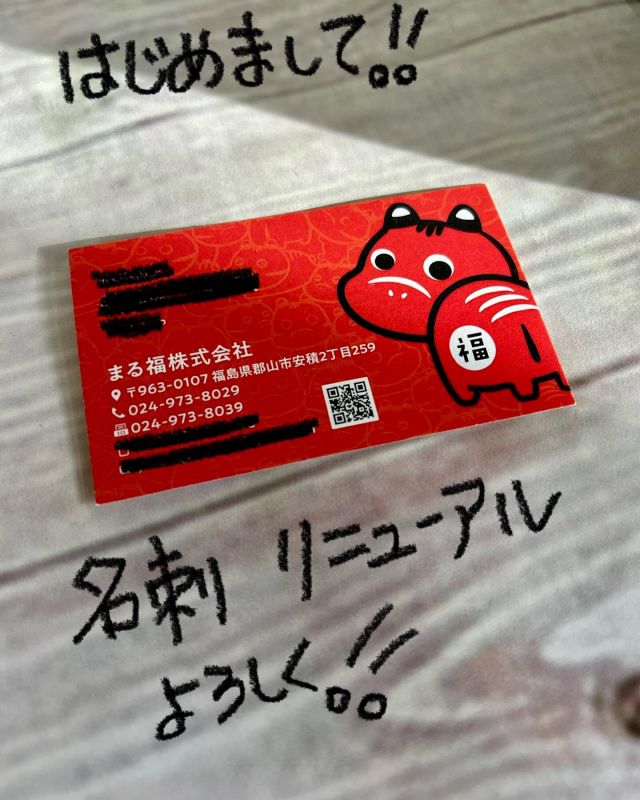 はじめまして!!
福
まる福株式会社
〒963-0107 福島県郡山市安積2丁目259
024-973-8029
024-973-8039
名刺 リニューアル
よろしく!!